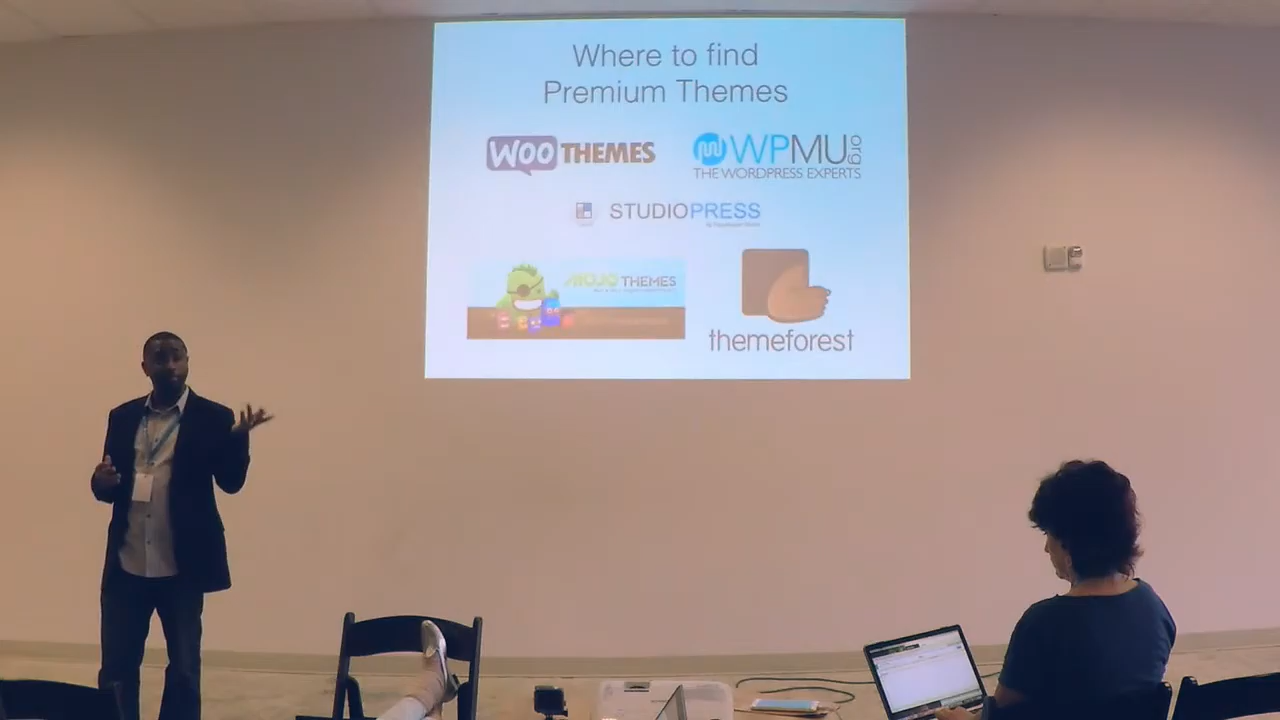 Where to find
Premium Themes
WOO THEMES
WPMU.org
THE WORDPRESS EXPERTS
STUDIOPRESS
MOJO THEMES
themeforest